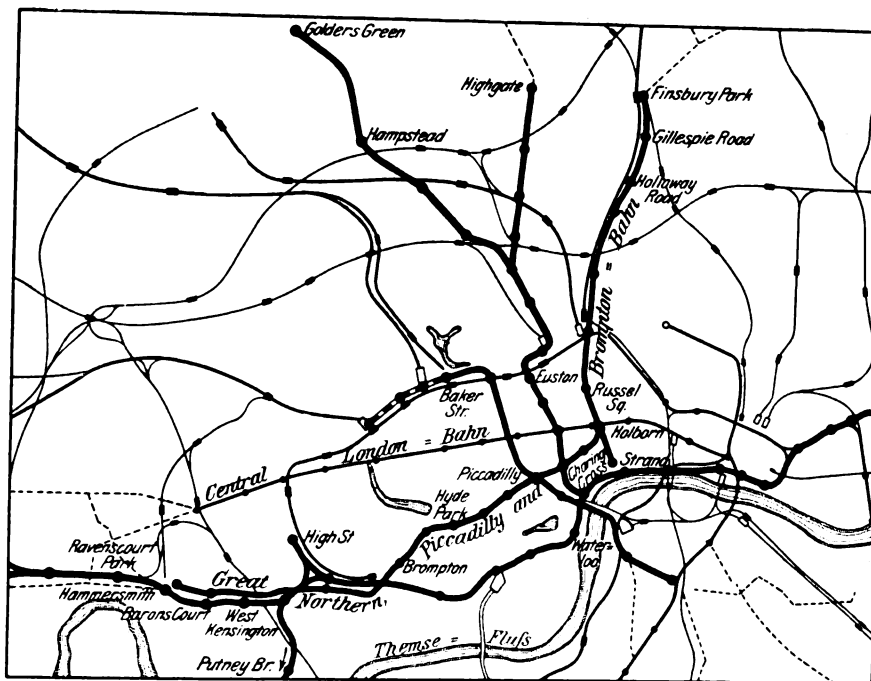 Golders Green
Highgate
Finsbury Park
Hampstead
Gillespie Road
Hollaway
Road
Brompton = Bahn
Euston
Baker
Str.
Russel
Sq.
Holborn
Central London = Bahn
Piccadilly
Charing
Cross
Strand
Hyde
Park
Piccadilly and
High St
Ravenscourt
Park
Brompton
Water-
loo
Great Northern,
Hammersmith
Barons Court
West
Kensington
Putney Br.
Themse = Fluſs